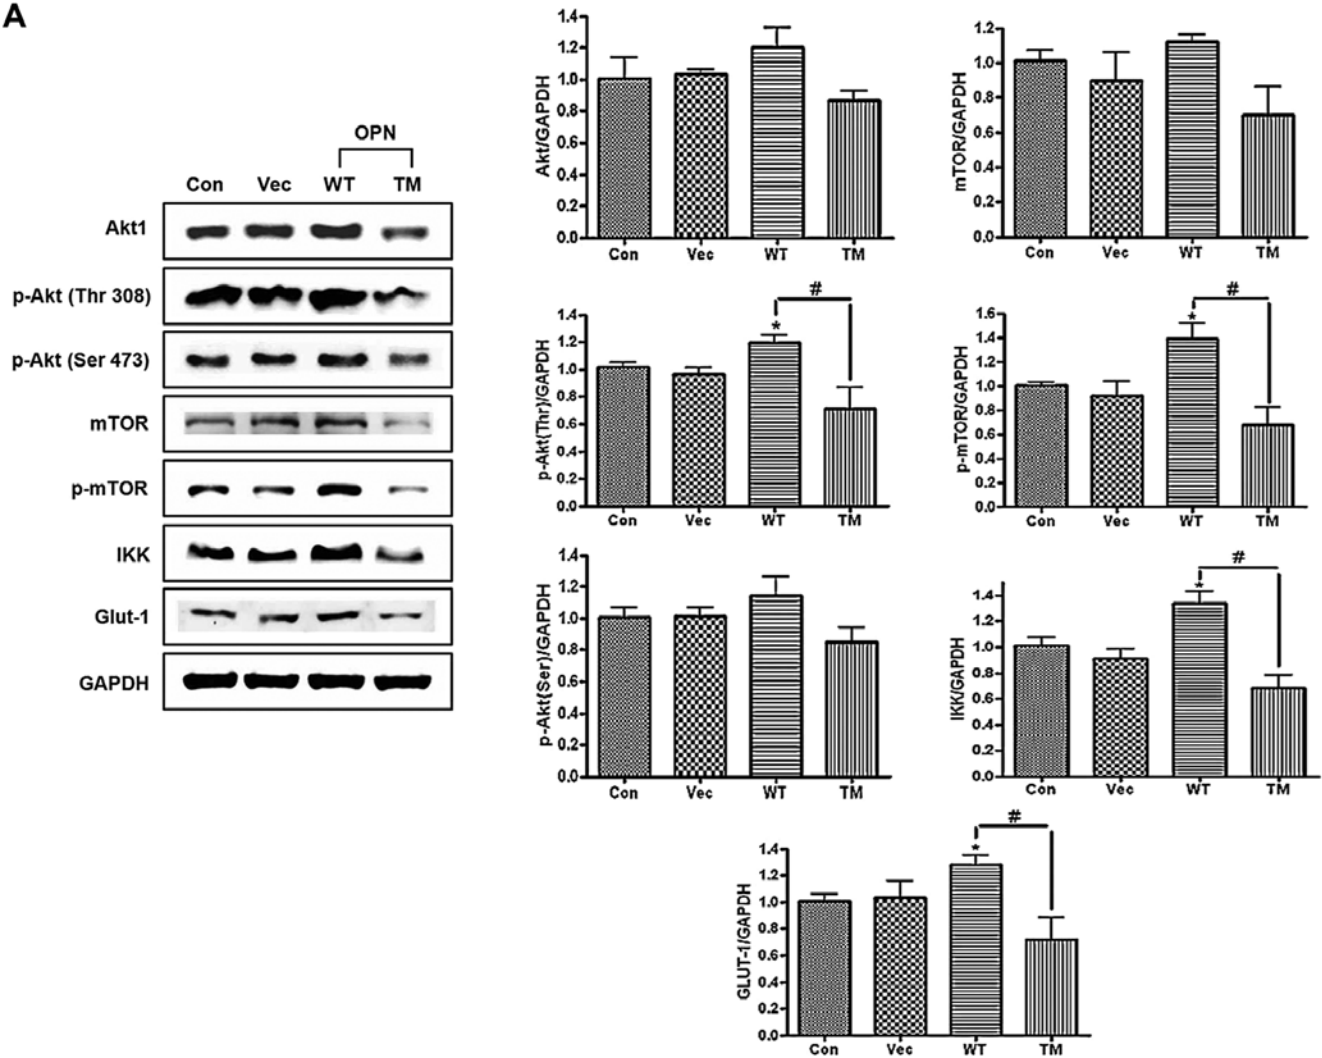 A
OPN
Con Vec WT TM
Akt1
p-Akt (Thr 308)
p-Akt (Ser 473)
mTOR
p-mTOR
IKK
Glut-1
GAPDH
Akt/GAPDH
1.4
1.2
1.0
0.8
0.6
0.4
0.2
0.0
Con Vec WT TM
mTOR/GAPDH
1.2
1.0
0.8
0.6
0.4
0.2
0.0
Con Vec WT TM
p-Akt(Thr)/GAPDH
1.4
1.2
1.0
0.8
0.6
0.4
0.2
0.0
* #
Con Vec WT TM
p-mTOR/GAPDH
1.6
1.4
1.2
1.0
0.8
0.6
0.4
0.2
0.0
* #
Con Vec WT TM
p-Akt(Ser)/GAPDH
1.4
1.2
1.0
0.8
0.6
0.4
0.2
0.0
Con Vec WT TM
IKK/GAPDH
1.4
1.2
1.0
0.8
0.6
0.4
0.2
0.0
* #
Con Vec WT TM
GLUT-1/GAPDH
1.4
1.2
1.0
0.8
0.6
0.4
0.2
0.0
* #
Con Vec WT TM